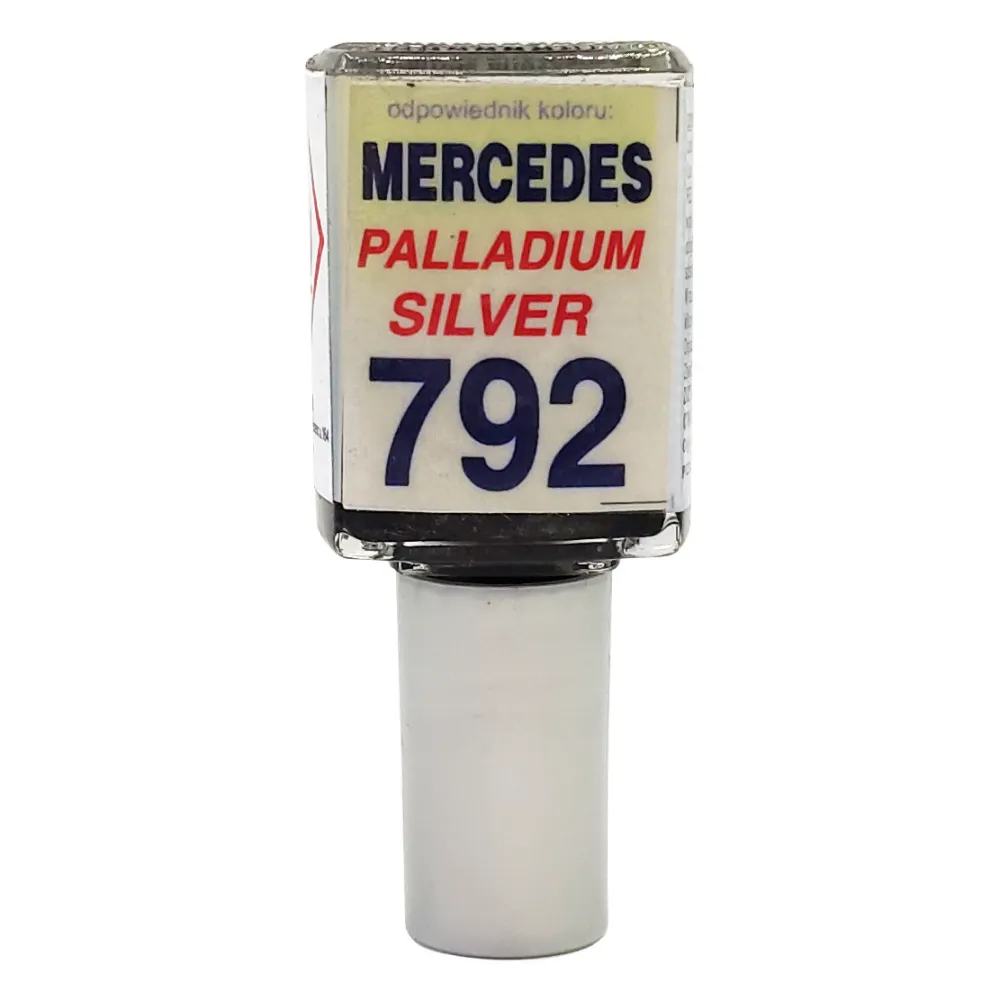 odpowiednik koloru:
MERCEDES
PALLADIUM
SILVER
792